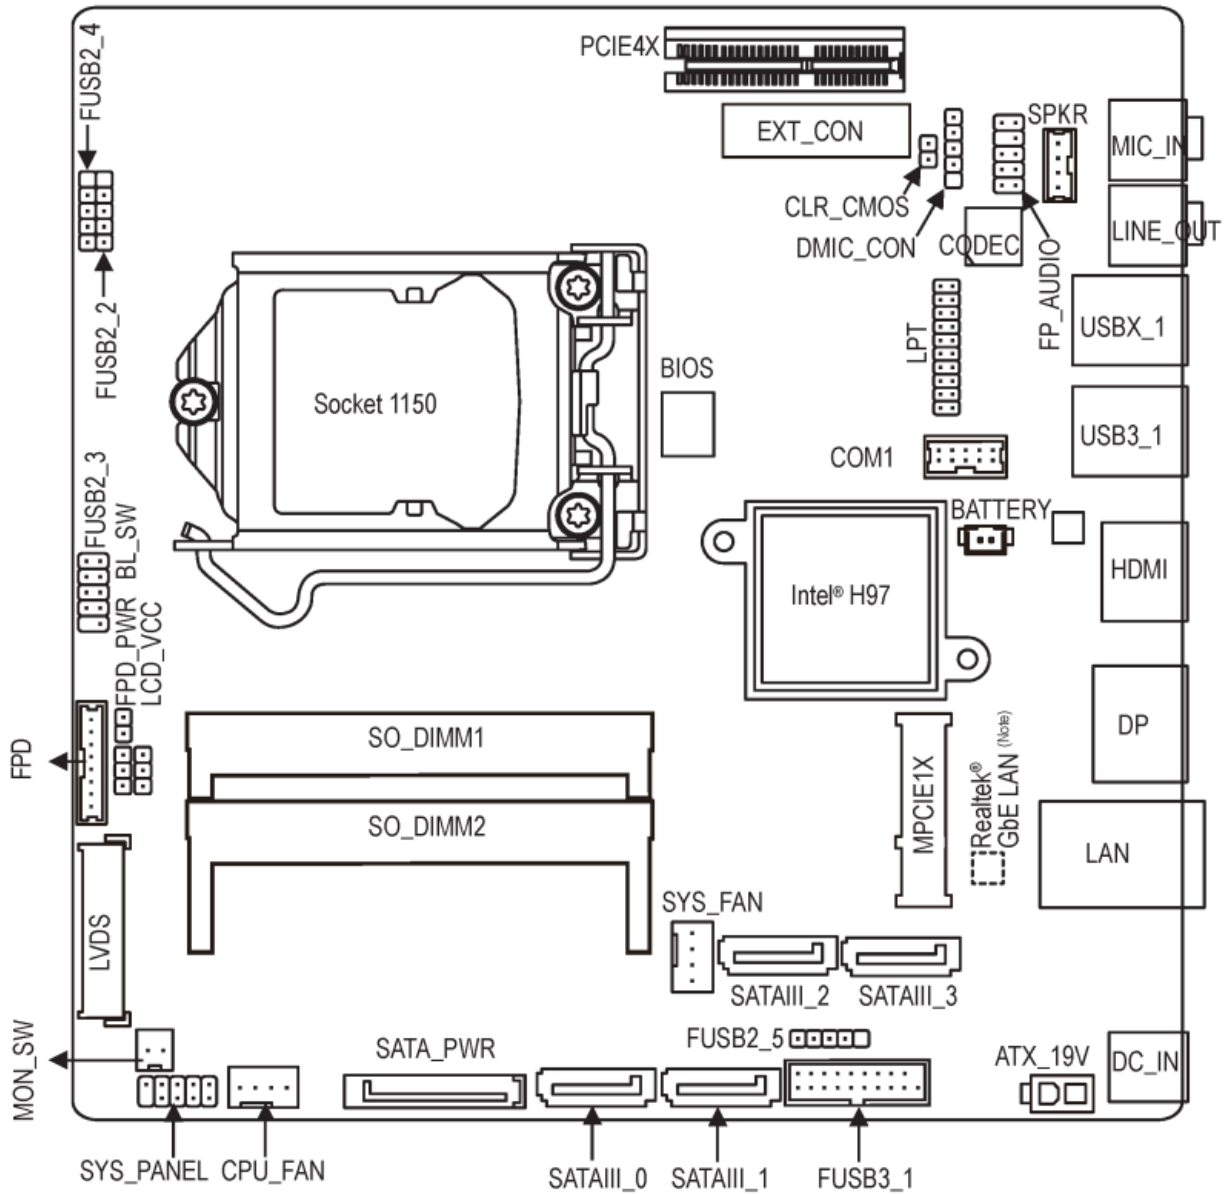 FUSB2_4
PCIE4X
EXT_CON
SPKR
MIC_IN
CLR_CMOS
DMIC_CON
CODEC
LINE_OUT
FP_AUDIO
FUSB2_2
LPT
USBX_1
BIOS
Socket 1150
COM1
USB3_1
FUSB2_3
BL_SW
BATTERY
HDMI
Intel® H97
FPD_PWR
LCD_VCC
FPD
SO_DIMM1
MPCIE1X
Realtek®
GbE LAN (Note)
DP
SO_DIMM2
LAN
SYS_FAN
LVDS
SATAIII_2
SATAIII_3
MON_SW
SATA_PWR
FUSB2_5
ATX_19V
DC_IN
SYS_PANEL
CPU_FAN
SATAIII_0
SATAIII_1
FUSB3_1